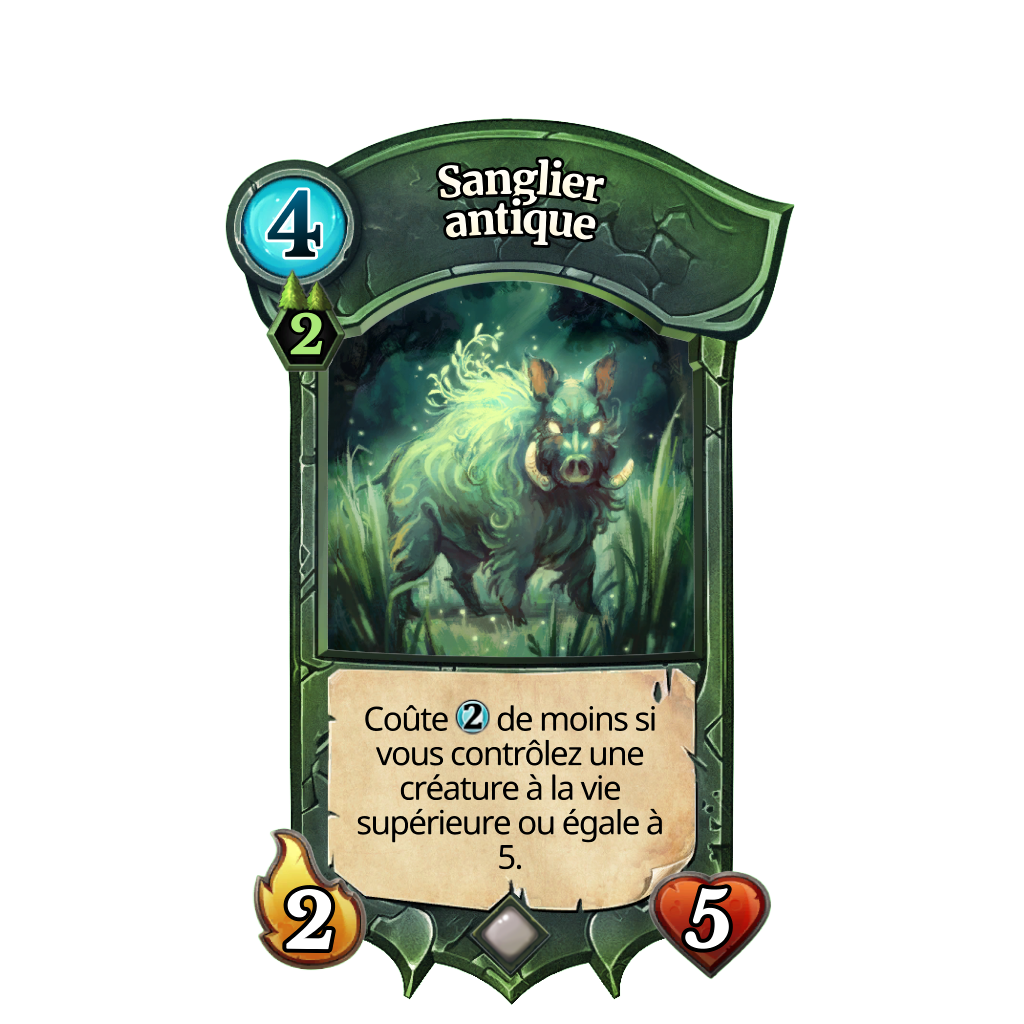 Sanglier
antique
4
2
Coûte 2 de moins si
vous contrôlez une
créature à la vie
supérieure ou égale à
5.
2
5